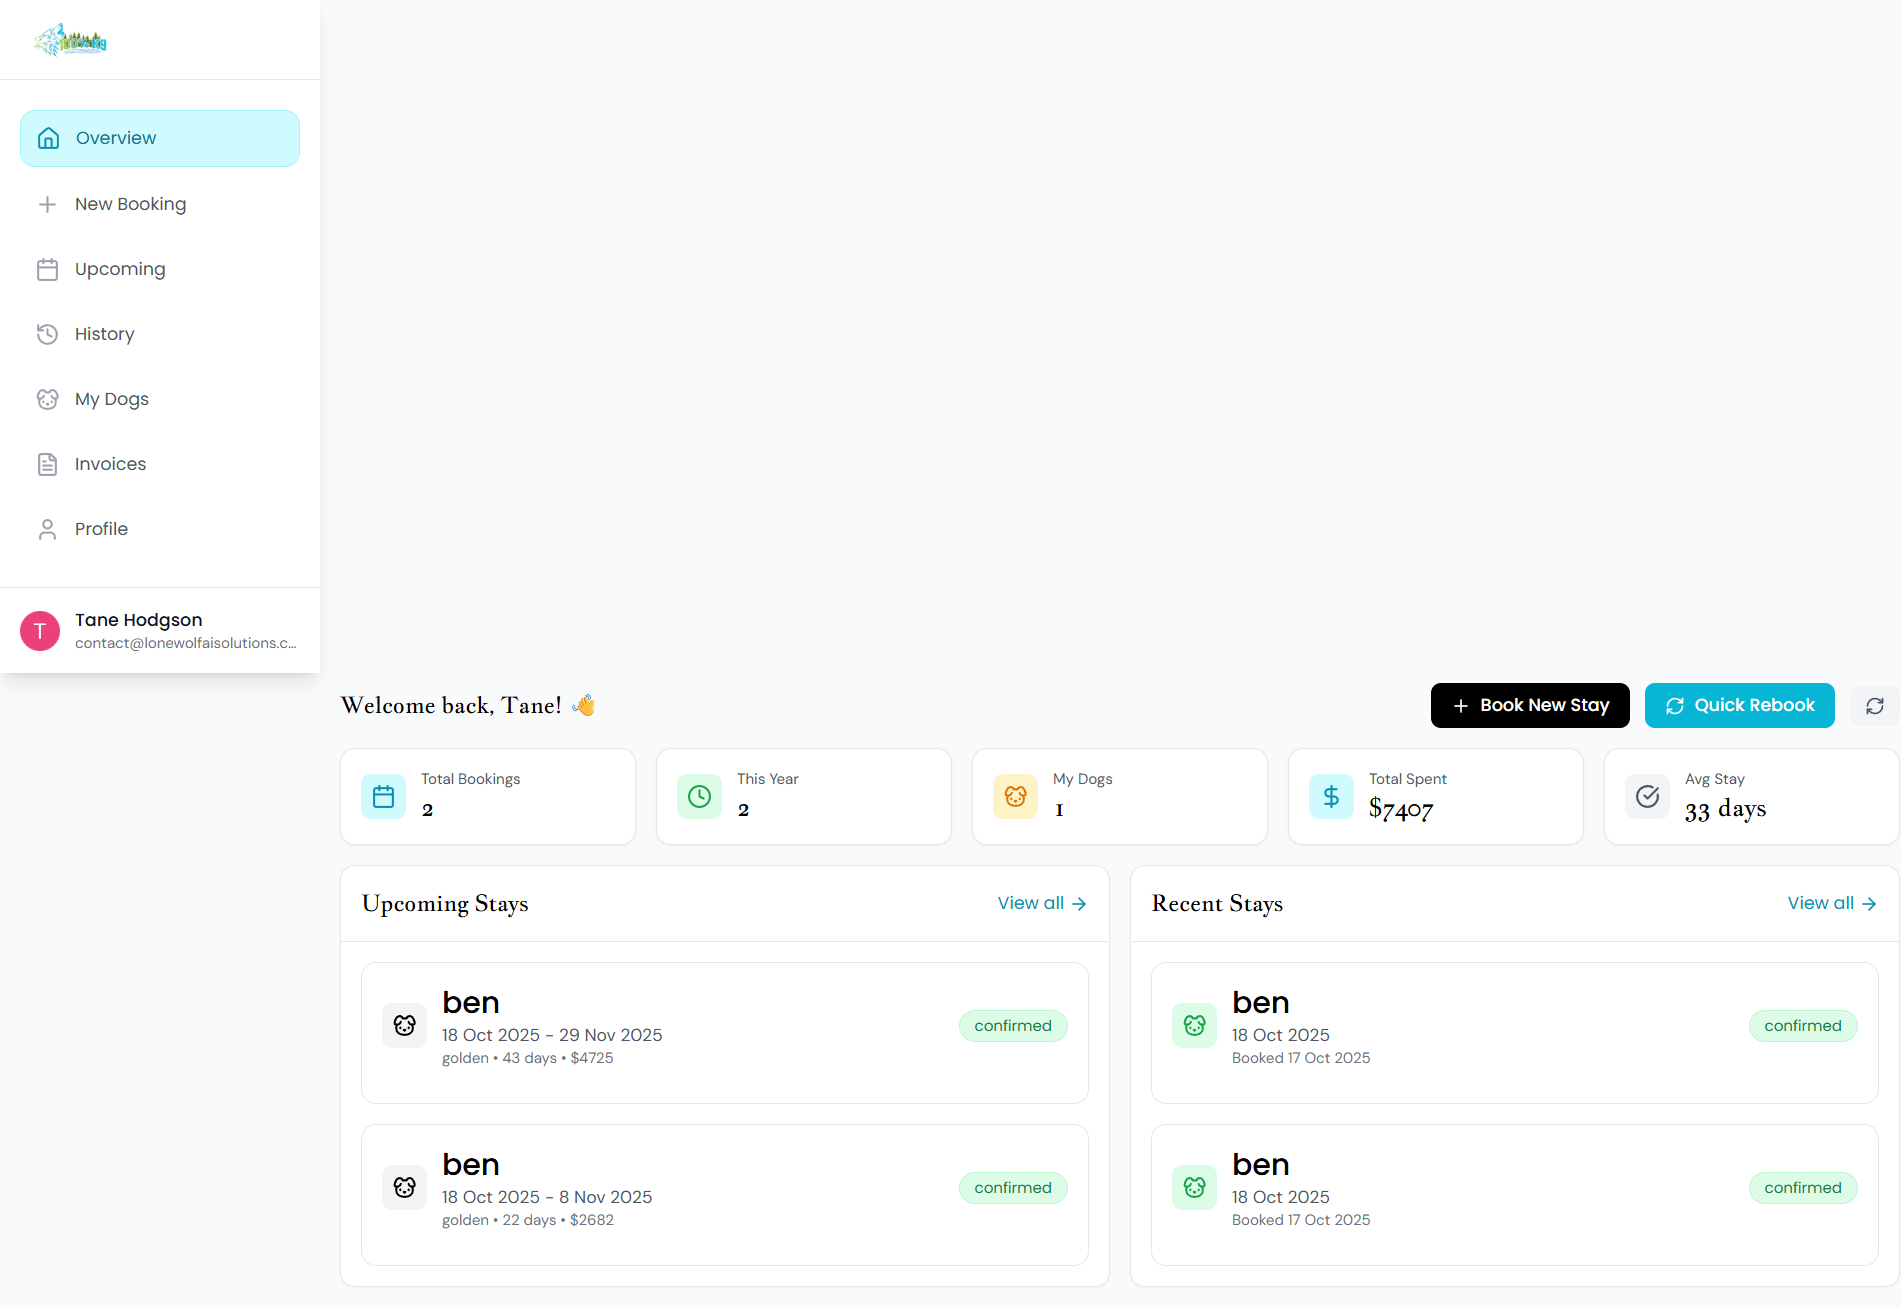 Overview
New Booking
Upcoming
History
My Dogs
Invoices
Profile
T
Tane Hodgson
contact@lonewolfaisolutions.c...
Welcome back, Tane! 👋
Book New Stay
Quick Rebook
Total Bookings
2
This Year
2
My Dogs
1
Total Spent
$7407
Avg Stay
33 days
Upcoming Stays
View all →
ben
18 Oct 2025 - 29 Nov 2025
golden • 43 days • $4725
confirmed
ben
18 Oct 2025 - 8 Nov 2025
golden • 22 days • $2682
confirmed
Recent Stays
View all →
ben
18 Oct 2025
Booked 17 Oct 2025
confirmed
ben
18 Oct 2025
Booked 17 Oct 2025
confirmed